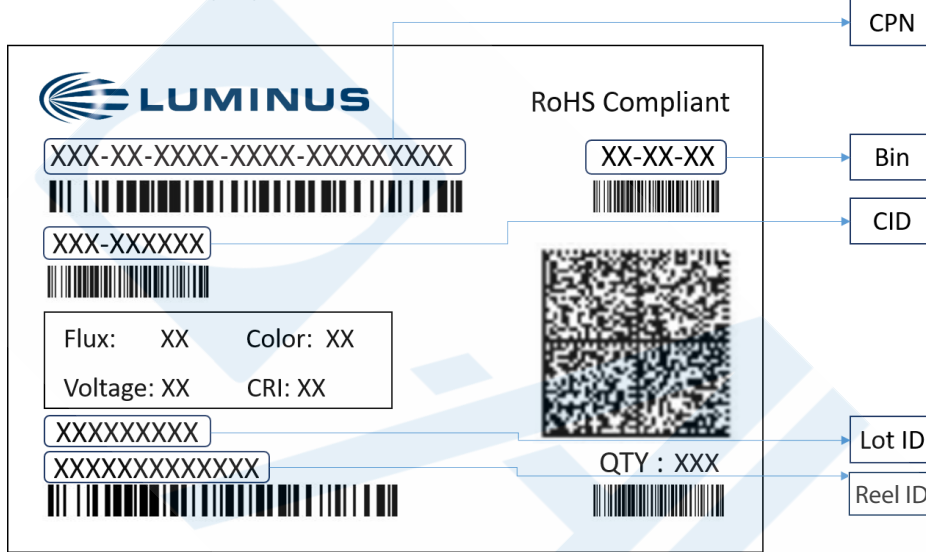 CPN
LUMINUS
RoHS Compliant
XXX-XX-XXXX-XXXX-XXXXXXXXX
XX-XX-XX
Bin
XXX-XXXXXX
CID
Flux: XX Color: XX
Voltage: XX CRI: XX
XXXXXXXXX
Lot ID
XXXXXXXXXXXXX
QTY : XXX
Reel ID